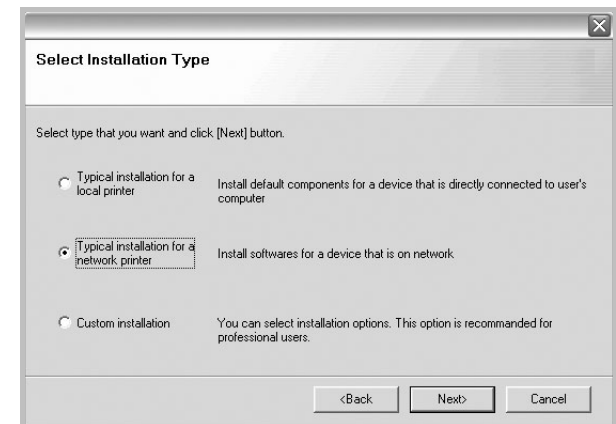 Select Installation Type
Select type that you want and click [Next] button.
Typical installation for a
local printer
Install default components for a device that is directly connected to user's
computer
Typical installation for a
network printer
Install softwares for a device that is on network
Custom installation
You can select installation options. This option is recommanded for
professional users.
<Back
Next>
Cancel